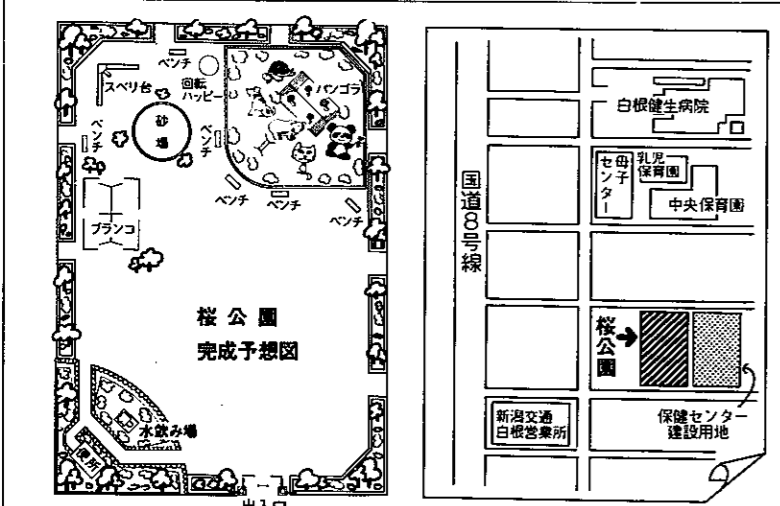 ベンチ
スベリ台
回転
ハッピー
パンゴラ
砂場
ベンチ
ベンチ
ベンチ
ベンチ
ベンチ
ブランコ
桜公園
完成予想図
水飲み場
便所
出入口
国道8号線
白根健生病院
母子
センター
乳児
保育園
中央保育園
桜公園
新潟交通
白根営業所
保健センター
建設用地